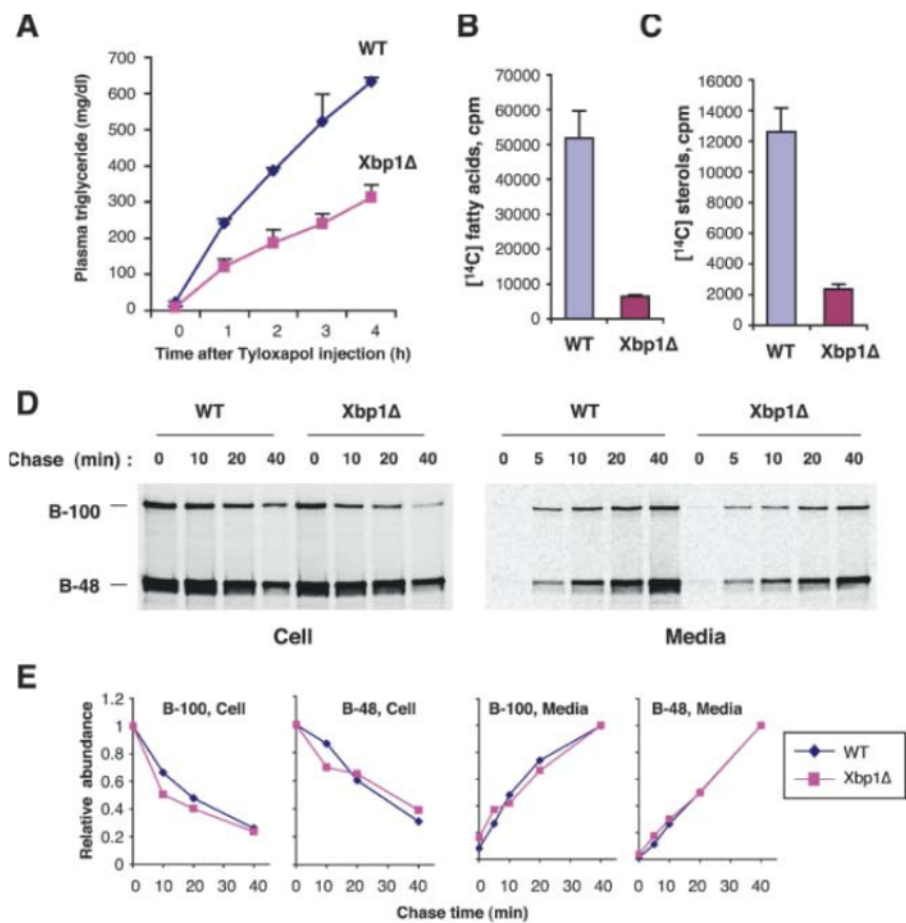 A
Plasma triglyceride (mg/dl)
700
600
500
400
300
200
100
0
WT
Xbp1Δ
0 1 2 3 4
Time after Tyloxapol injection (h)
B
[¹⁴C] fatty acids, cpm
70000
60000
50000
40000
30000
20000
10000
0
WT Xbp1Δ
C
[¹⁴C] sterols, cpm
16000
14000
12000
10000
8000
6000
4000
2000
0
WT Xbp1Δ
D
WT Xbp1Δ WT Xbp1Δ
Chase (min) : 0 10 20 40 0 10 20 40 0 5 10 20 40 0 5 10 20 40
B-100
B-48
Cell Media
E
Relative abundance
1.2
1
0.8
0.6
0.4
0.2
0
B-100, Cell
B-48, Cell
B-100, Media
B-48, Media
WT
Xbp1Δ
0 10 20 40 0 10 20 40 0 10 20 40 0 10 20 40
Chase time (min)